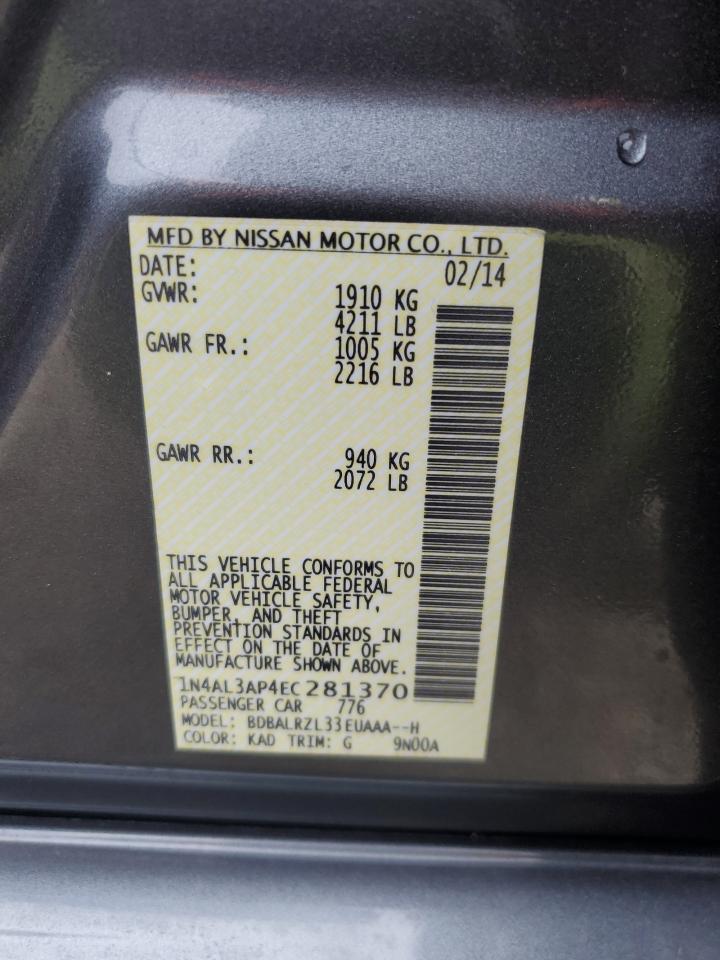 MFD BY NISSAN MOTOR CO., LTD.
DATE: 02/14
GVWR: 1910 KG
4211 LB
GAWR FR.: 1005 KG
2216 LB
GAWR RR.: 940 KG
2072 LB
THIS VEHICLE CONFORMS TO
ALL APPLICABLE FEDERAL
MOTOR VEHICLE SAFETY,
BUMPER, AND THEFT
PREVENTION STANDARDS IN
EFFECT ON THE DATE OF
MANUFACTURE SHOWN ABOVE.
1N4AL3AP4EC281370
PASSENGER CAR 776
MODEL: BDBALRZL33EUAAA--H
COLOR: KAD TRIM: G 9N00A